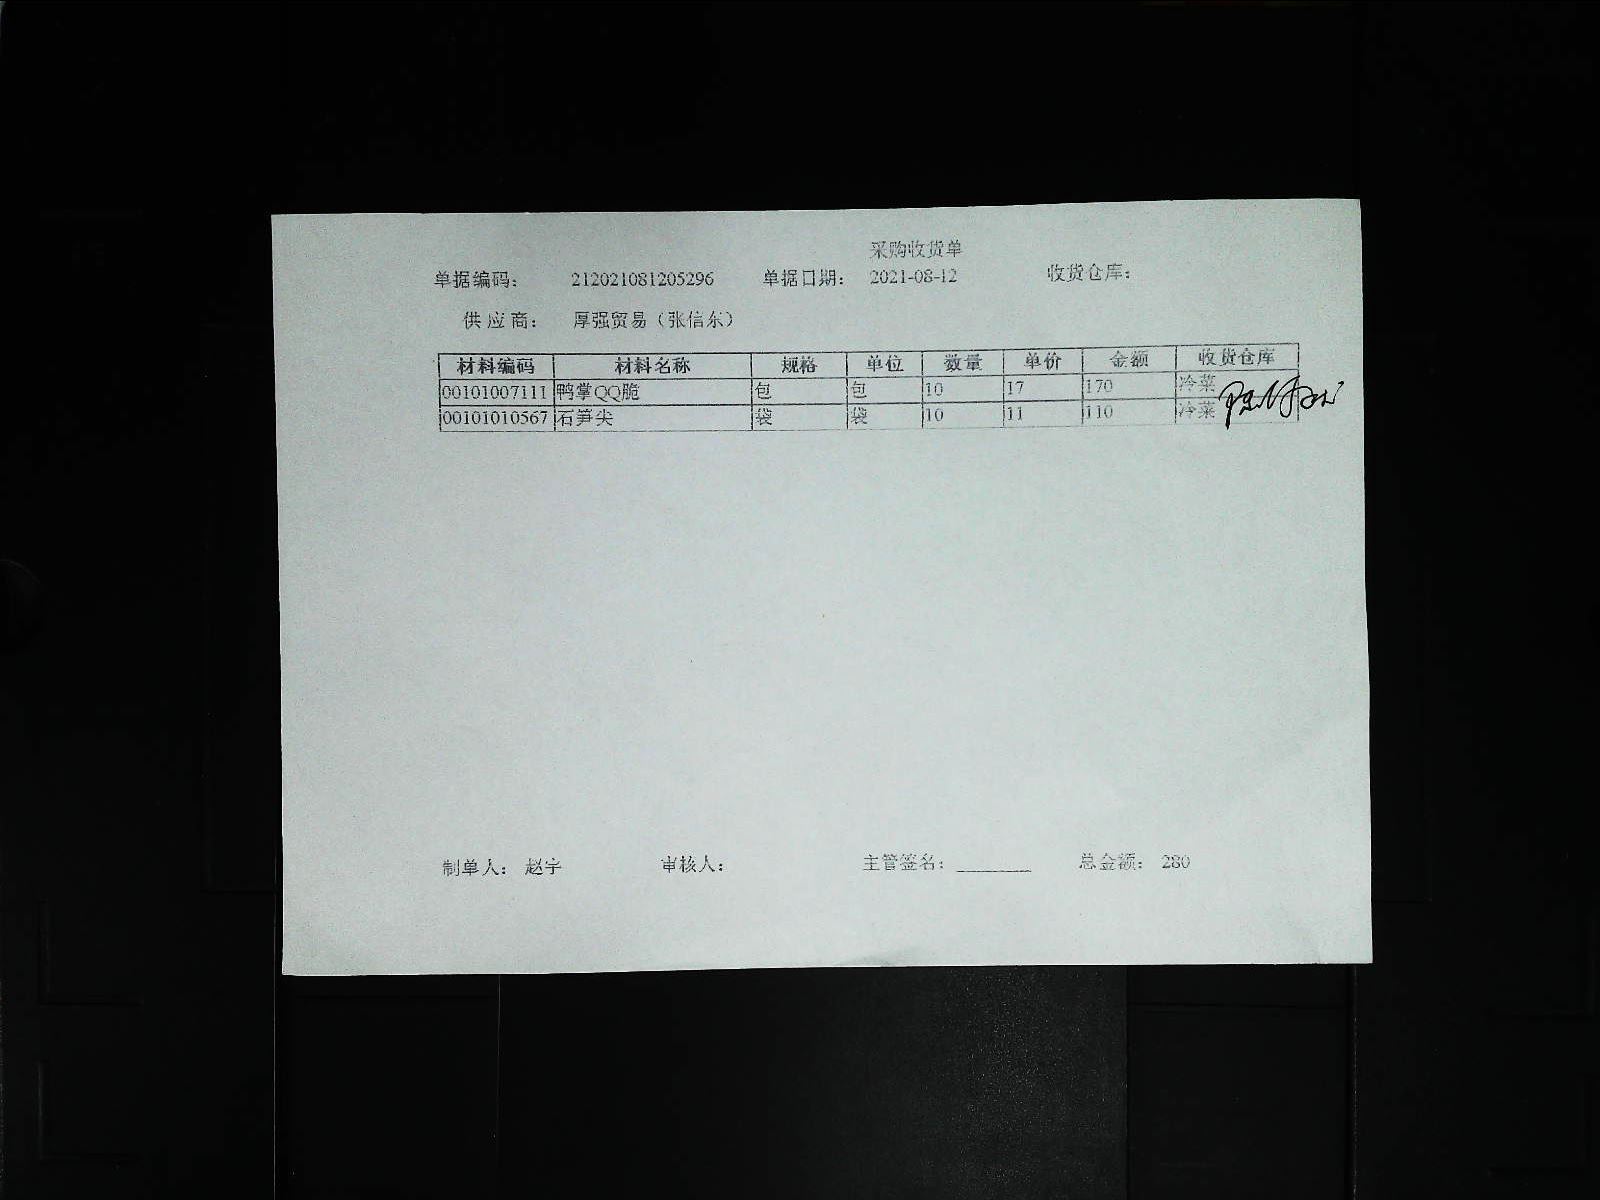 采购收货单
单据编码： 212021081205296 单据日期： 2021-08-12 收货仓库：
供应商： 厚强贸易（张信东）
材料编码 材料名称 规格 单位 数量 单价 金额 收货仓库
00101007111 鸭掌QQ脆 包 包 10 17 170 冷菜
00101010567 石笋尖 袋 袋 10 11 110 冷菜
制单人： 赵宇 审核人： 主管签名： 总金额： 280